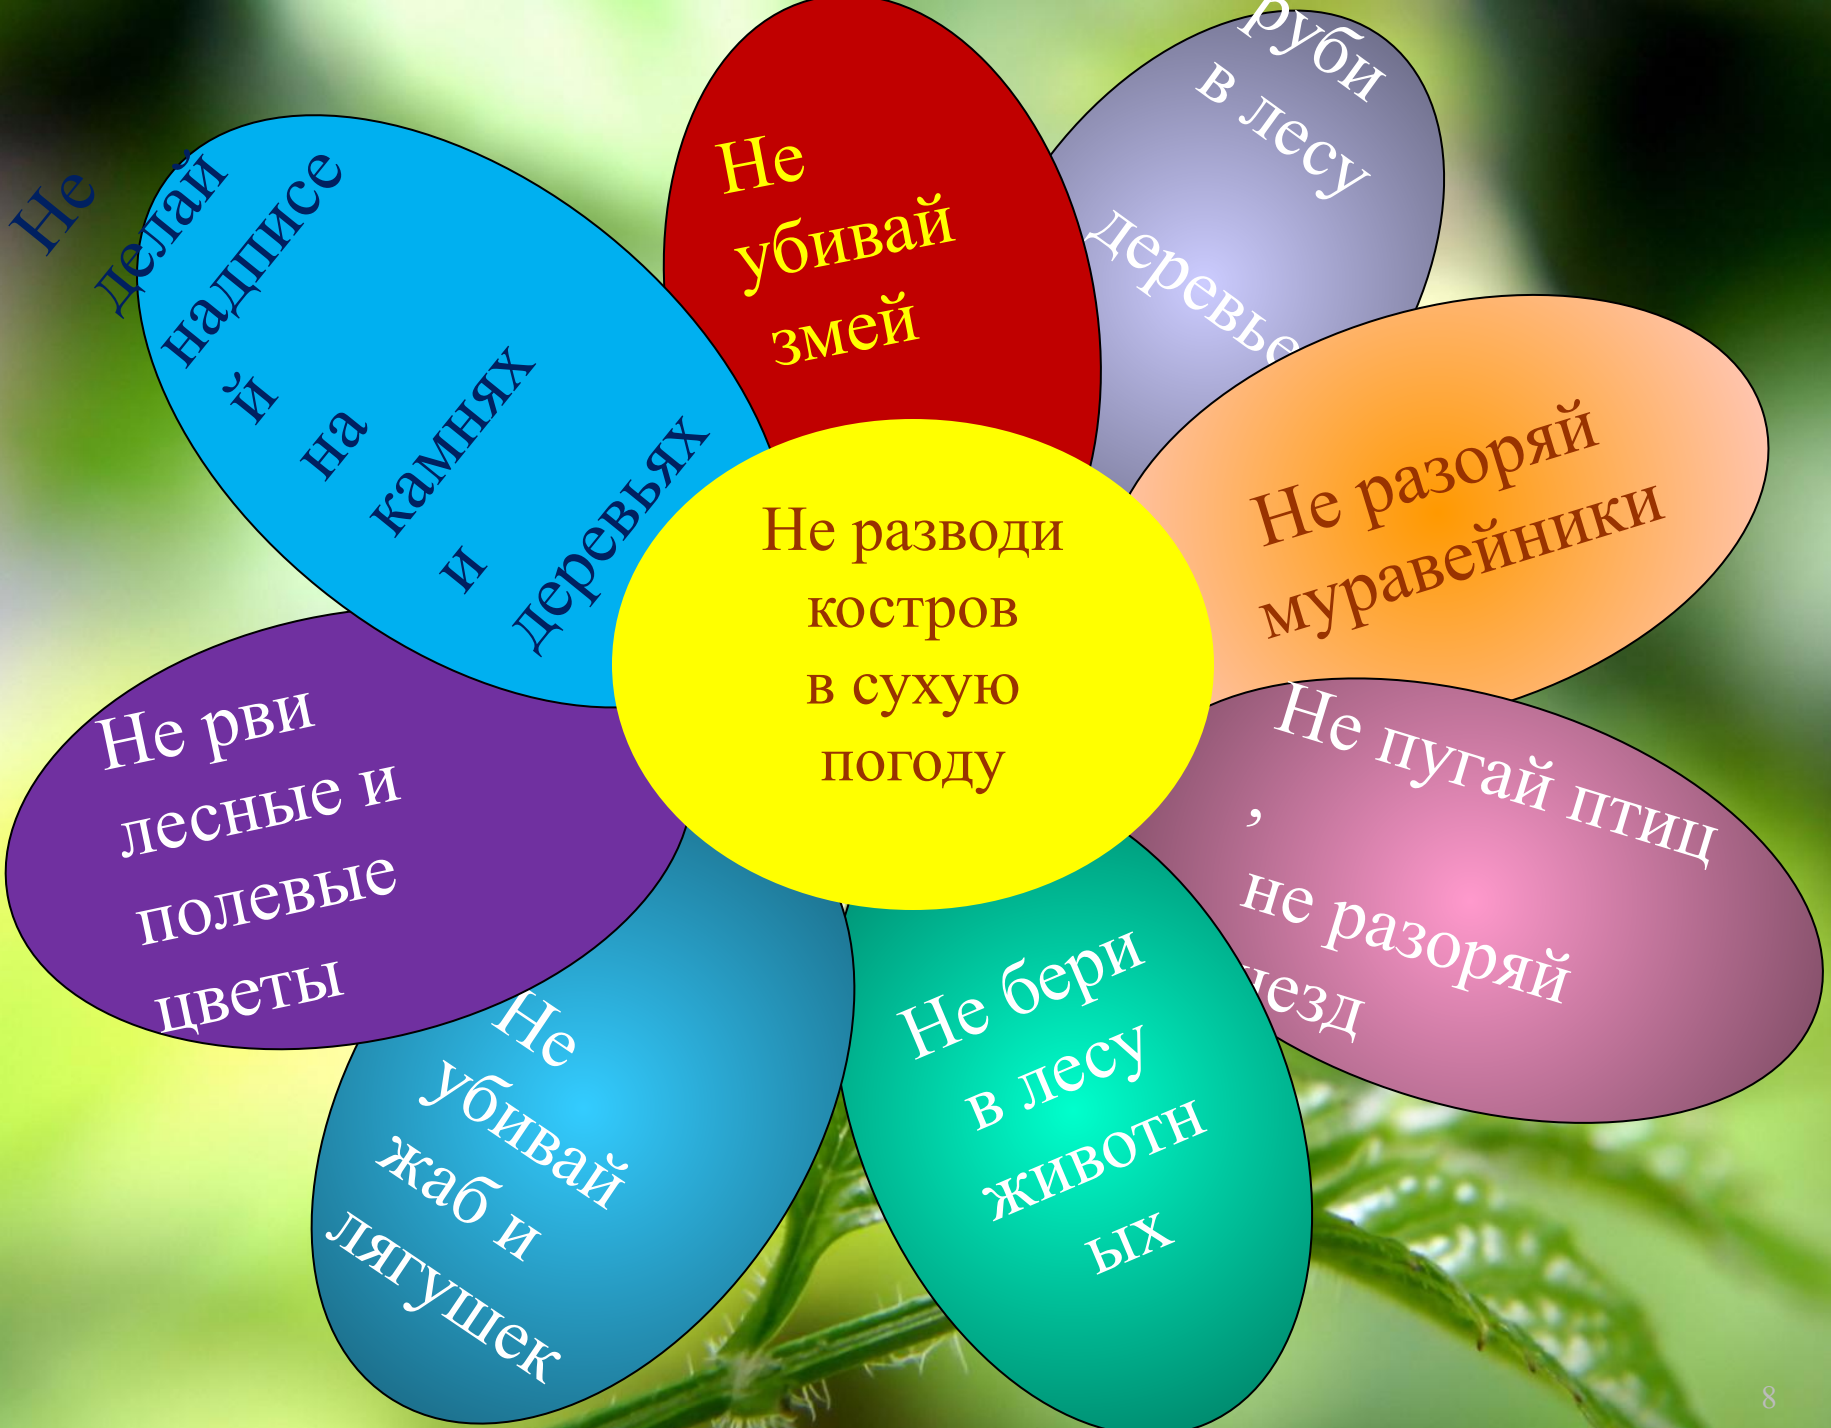 Не
делай
надписе
й
на
камнях
и
деревьях
Не
убивай
змей
руби
в лесу
деревье
Не разоряй
муравейники
Не разводи
костров
в сухую
погоду
Не рви
лесные и
полевые
цветы
Не пугай птиц
,
не разоряй
незд
Не
убивай
жаб и
лягушек
Не бери
в лесу
животн
ых
8